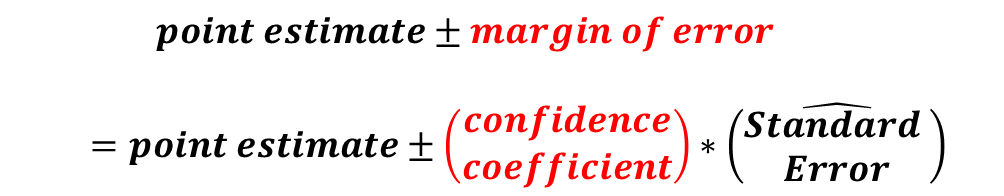 point estimate ± margin of error
= point estimate ± (confidence coefficient) * (Standard Error)